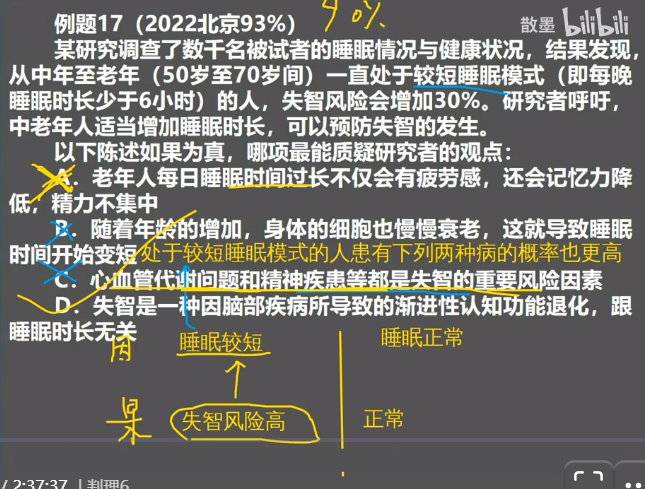 例题17（2022北京93%）
90%
散墨 bilibili
某研究调查了数千名被试者的睡眠情况与健康状况，结果发现，
从中年至老年（50岁至70岁间）一直处于较短睡眠模式（即每晚
睡眠时长少于6小时）的人，失智风险会增加30%。研究者呼吁，
中老年人适当增加睡眠时长，可以预防失智的发生。
以下陈述如果为真，哪项最能质疑研究者的观点：
A．老年人每日睡眠时间过长不仅会有疲劳感，还会记忆力降
低，精力不集中
B．随着年龄的增加，身体的细胞也慢慢衰老，这就导致睡眠
时间开始变短
处于较短睡眠模式的人患有下列两种病的概率也更高
C．心血管代谢问题和精神疾患等都是失智的重要风险因素
D．失智是一种因脑部疾病所导致的渐进性认知功能退化，跟
睡眠时长无关
因 睡眠较短 睡眠正常
果 失智风险高 正常
/ 2:37:37 | 判理6